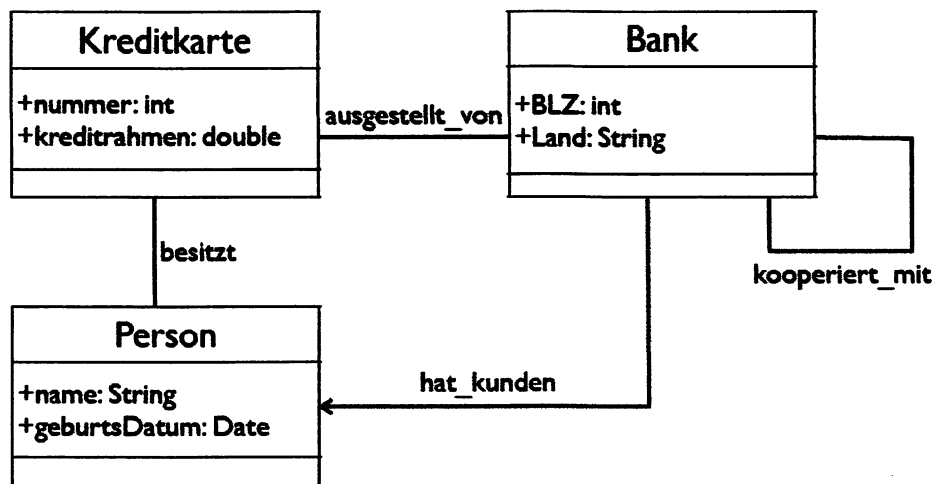 Kreditkarte
+nummer: int
+kreditrahmen: double
ausgestellt_von
Bank
+BLZ: int
+Land: String
kooperiert_mit
besitzt
Person
+name: String
+geburtsDatum: Date
hat_kunden